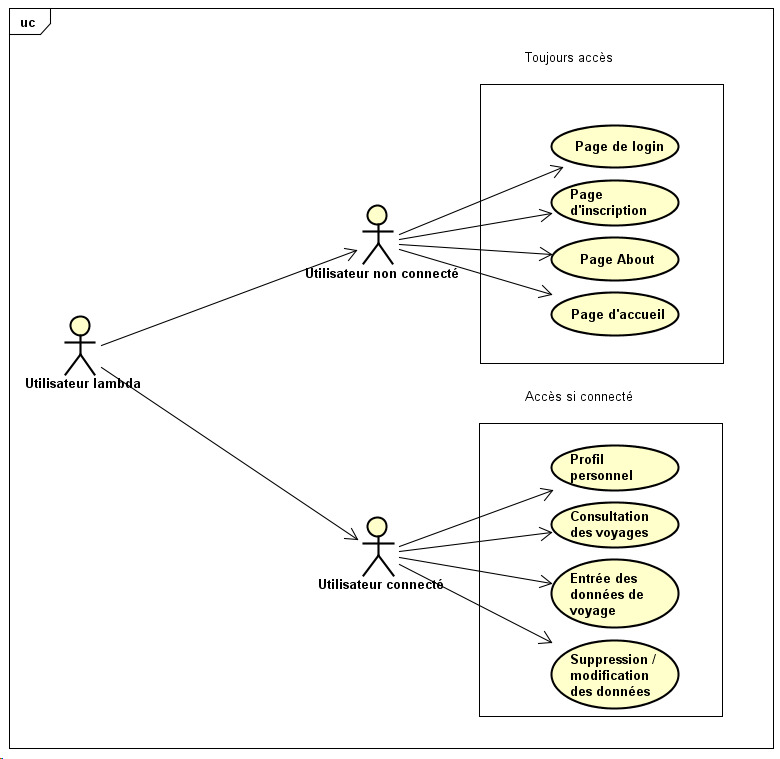 uc
Toujours accès
Page de login
Page
d'inscription
Page About
Page d'accueil
Utilisateur non connecté
Utilisateur lambda
Accès si connecté
Profil
personnel
Consultation
des voyages
Entrée des
données de
voyage
Suppression /
modification
des données
Utilisateur connecté